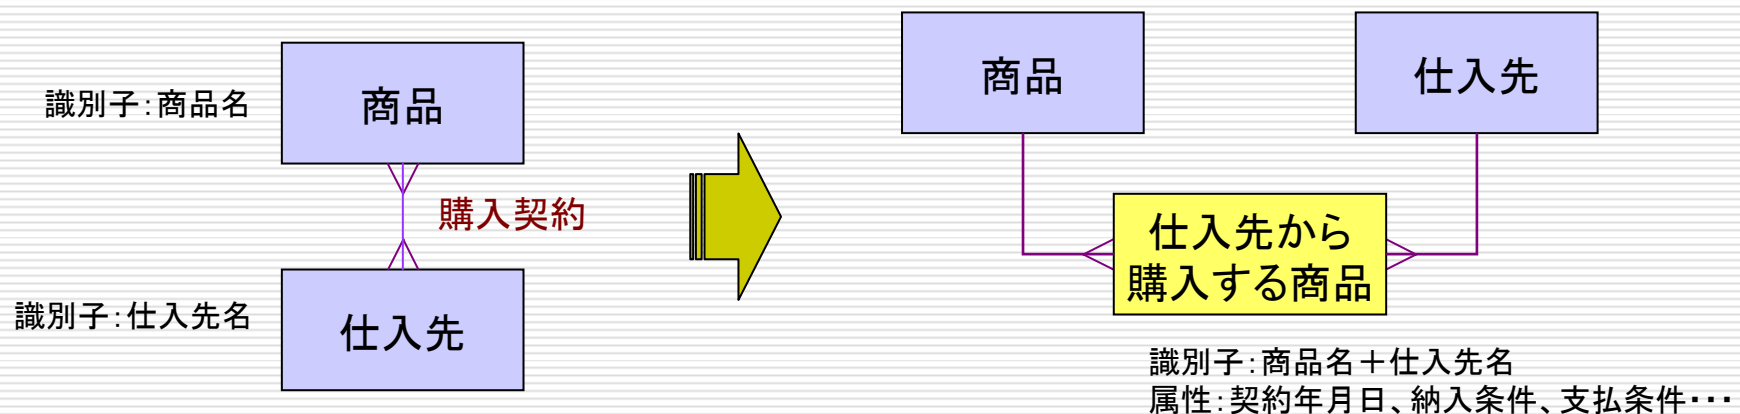 識別子：商品名
商品
購入契約
識別子：仕入先名
仕入先
商品
仕入先
仕入先から
購入する商品
識別子：商品名＋仕入先名
属性：契約年月日、納入条件、支払条件・・・